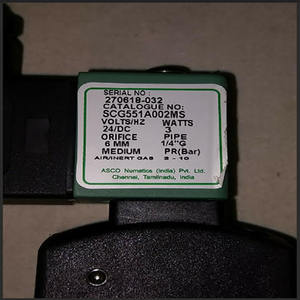 SERIAL NO :
270618-032
CATALOGUE NO:
SCG551A002MS
VOLTS/HZ WATTS
24/DC 3
ORIFICE PIPE
6 MM 1/4"G
MEDIUM PR(Bar)
AIR/INERT GAS 2 - 10
ASCO Numatics (India) Pvt. Ltd.
Chennai, Tamilnadu, India